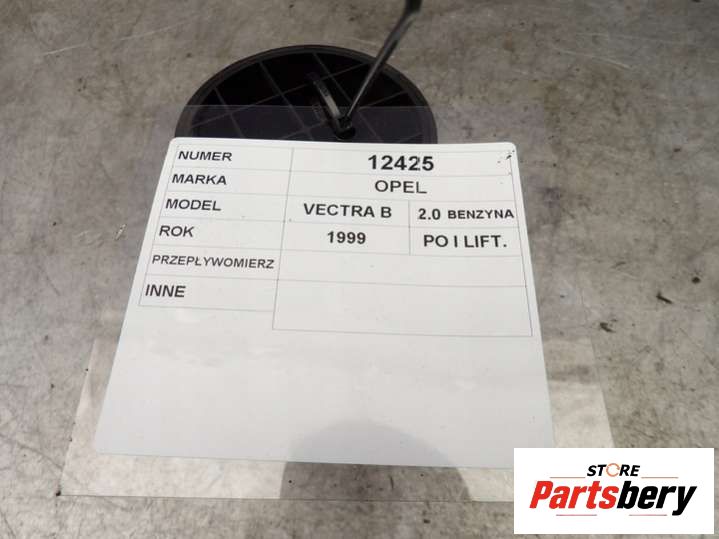 NUMER 12425
MARKA OPEL
MODEL VECTRA B 2.0 BENZYNA
ROK 1999 PO I LIFT.
PRZEPŁYWOMIERZ
INNE
STORE
Partsbery